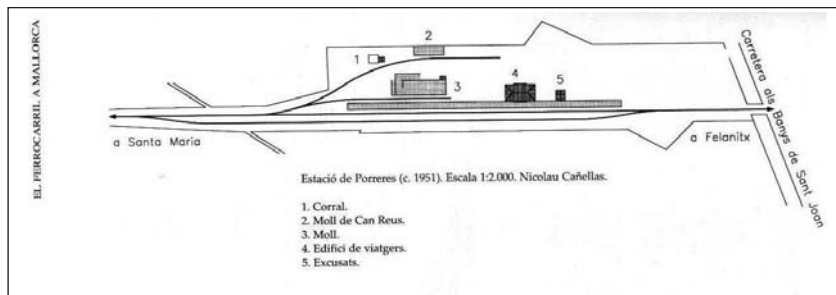 EL FERROCARRIL A MALLORCA
2
1
3
4
5
Carretera als Banys de Sant Joan
a Santa Maria
a Felanitx
Estació de Porreres (c. 1951). Escala 1:2.000. Nicolau Cañellas.
1. Corral.
2. Moll de Can Reus.
3. Moll.
4. Edifici de viatgers.
5. Excusats.